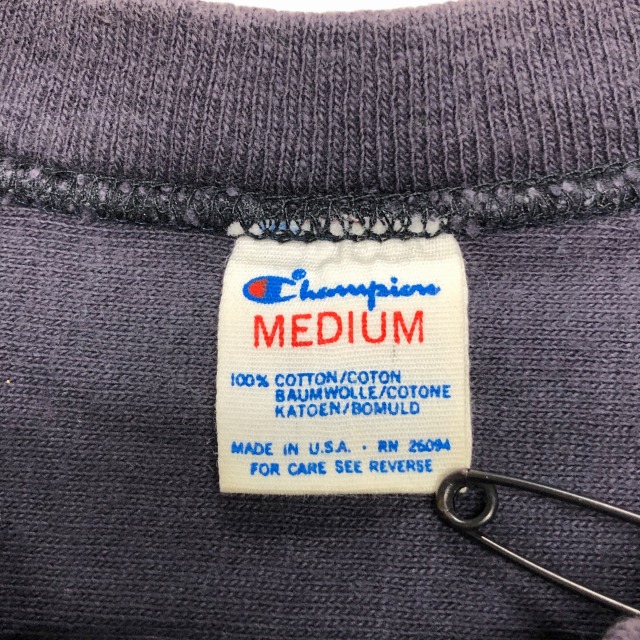 Champion
MEDIUM
100% COTTON/COTON
BAUMWOLLE/COTONE
KATOEN/BOMULD
MADE IN U.S.A. · RN 26094
FOR CARE SEE REVERSE